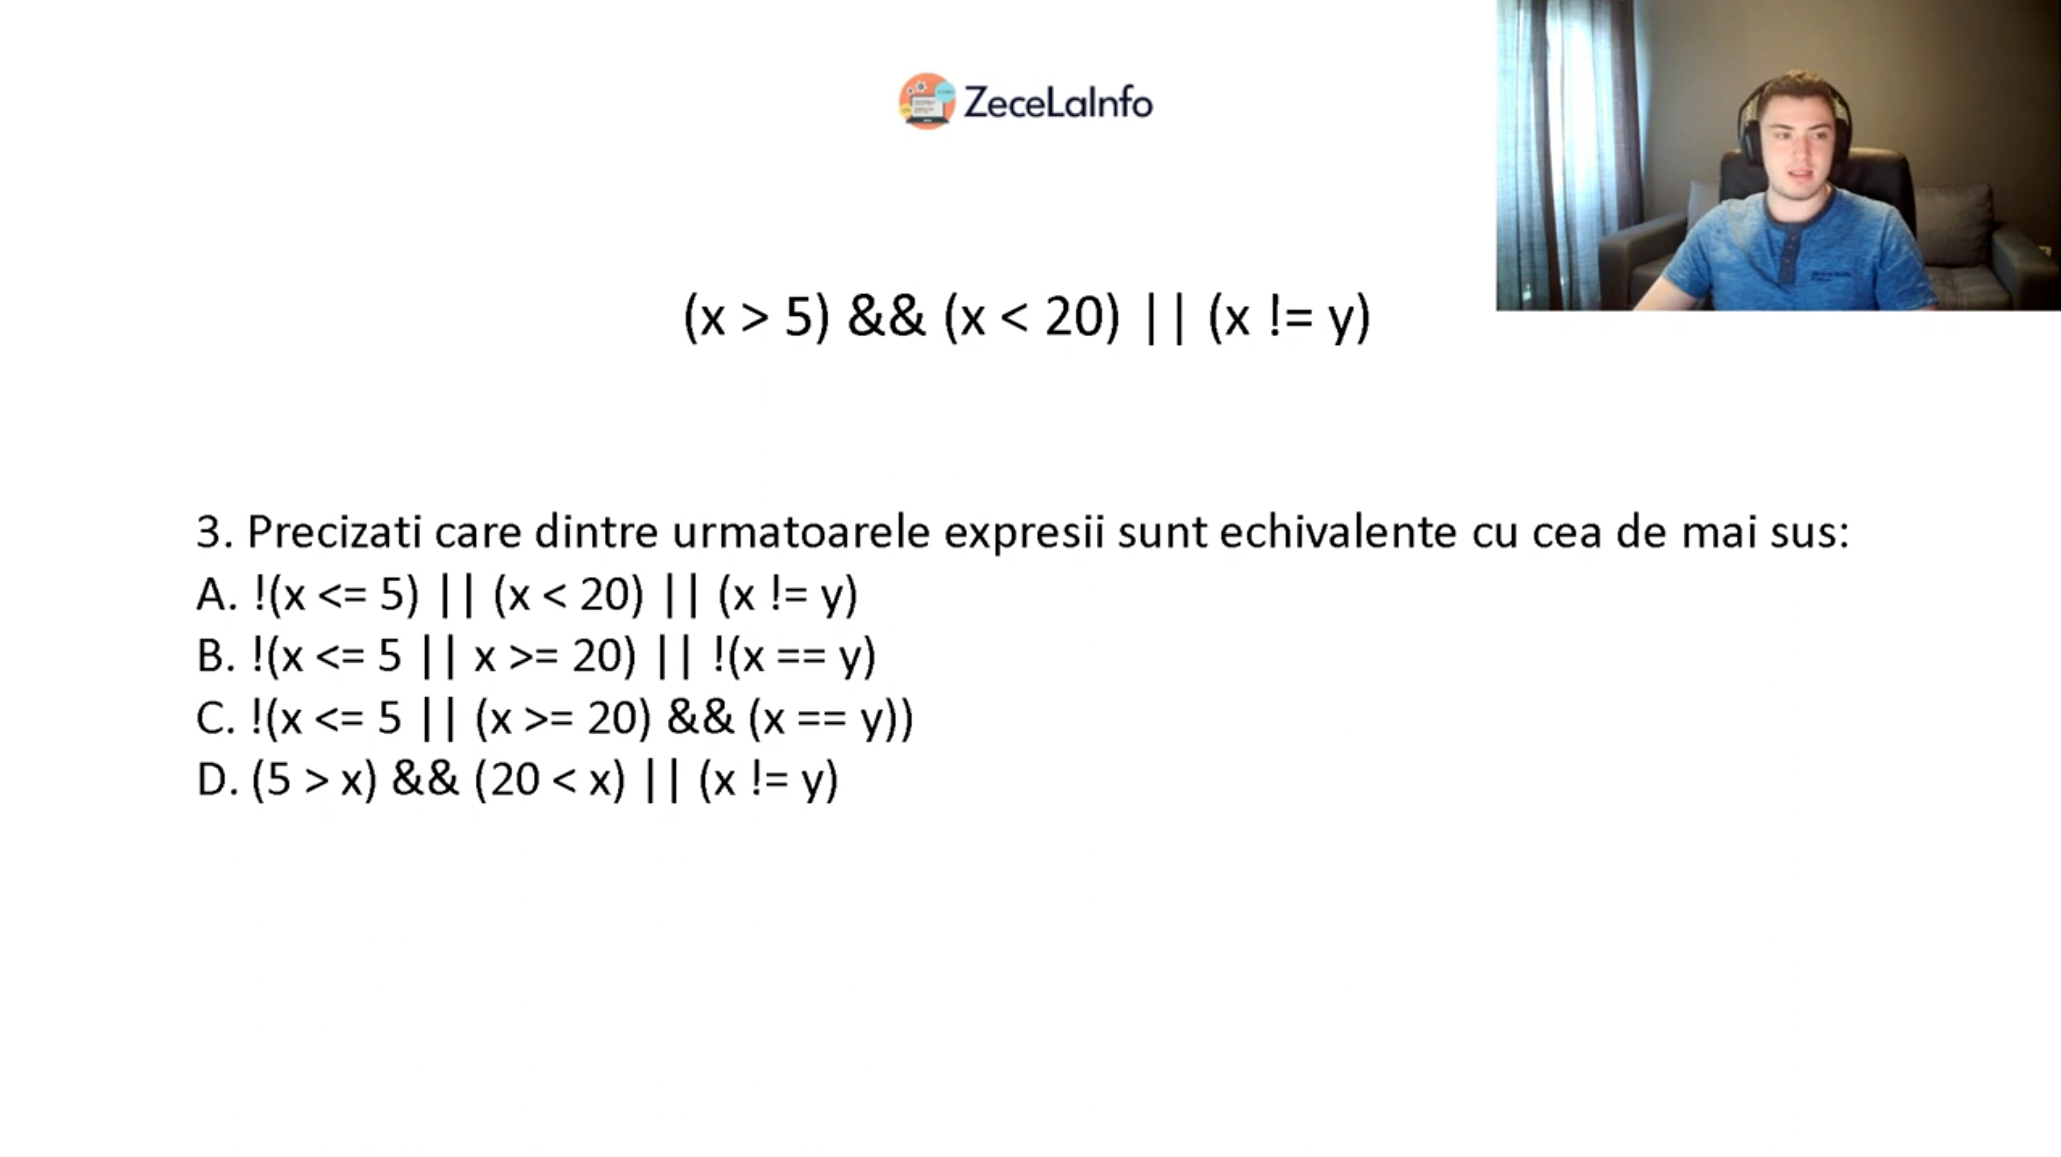 ZeceLaInfo
(x > 5) && (x < 20) || (x != y)
3. Precizati care dintre urmatoarele expresii sunt echivalente cu cea de mai sus:
A. !(x <= 5) || (x < 20) || (x != y)
B. !(x <= 5 || x >= 20) || !(x == y)
C. !(x <= 5 || (x >= 20) && (x == y))
D. (5 > x) && (20 < x) || (x != y)